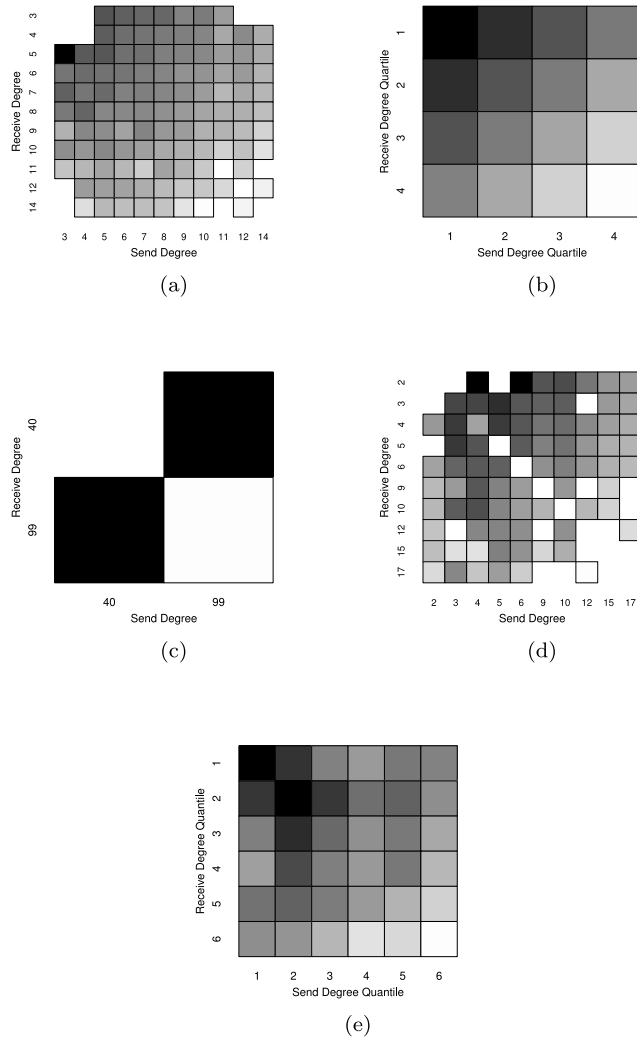 Receive Degree
3
4
5
6
7
8
9
10
11
12
14
3 4 5 6 7 8 9 10 11 12 14
Send Degree
(a)
Receive Degree Quartile
1
2
3
4
1 2 3 4
Send Degree Quartile
(b)
Receive Degree
40
99
40 99
Send Degree
(c)
Receive Degree
2
3
4
5
6
9
10
12
15
17
2 3 4 5 6 9 10 12 15 17
Send Degree
(d)
Receive Degree Quantile
1
2
3
4
5
6
1 2 3 4 5 6
Send Degree Quantile
(e)